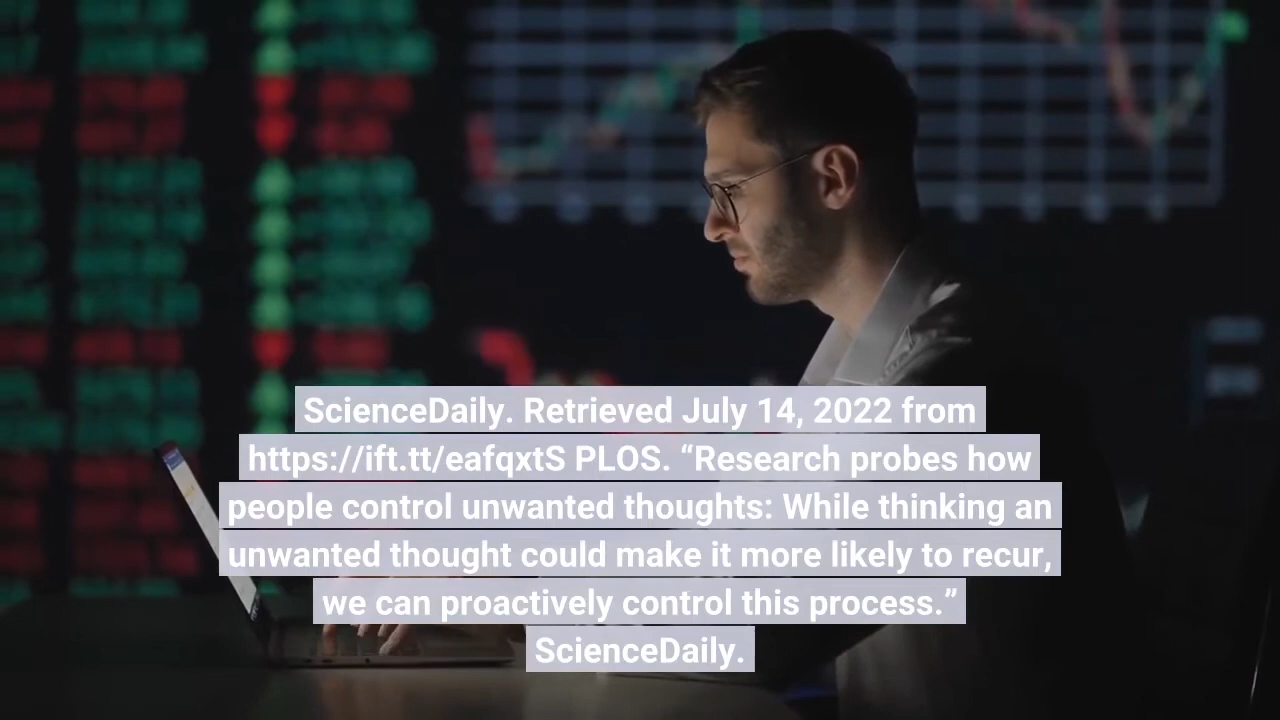 ScienceDaily. Retrieved July 14, 2022 from
https://ift.tt/eafqxtS PLOS. “Research probes how
people control unwanted thoughts: While thinking an
unwanted thought could make it more likely to recur,
we can proactively control this process.”
ScienceDaily.